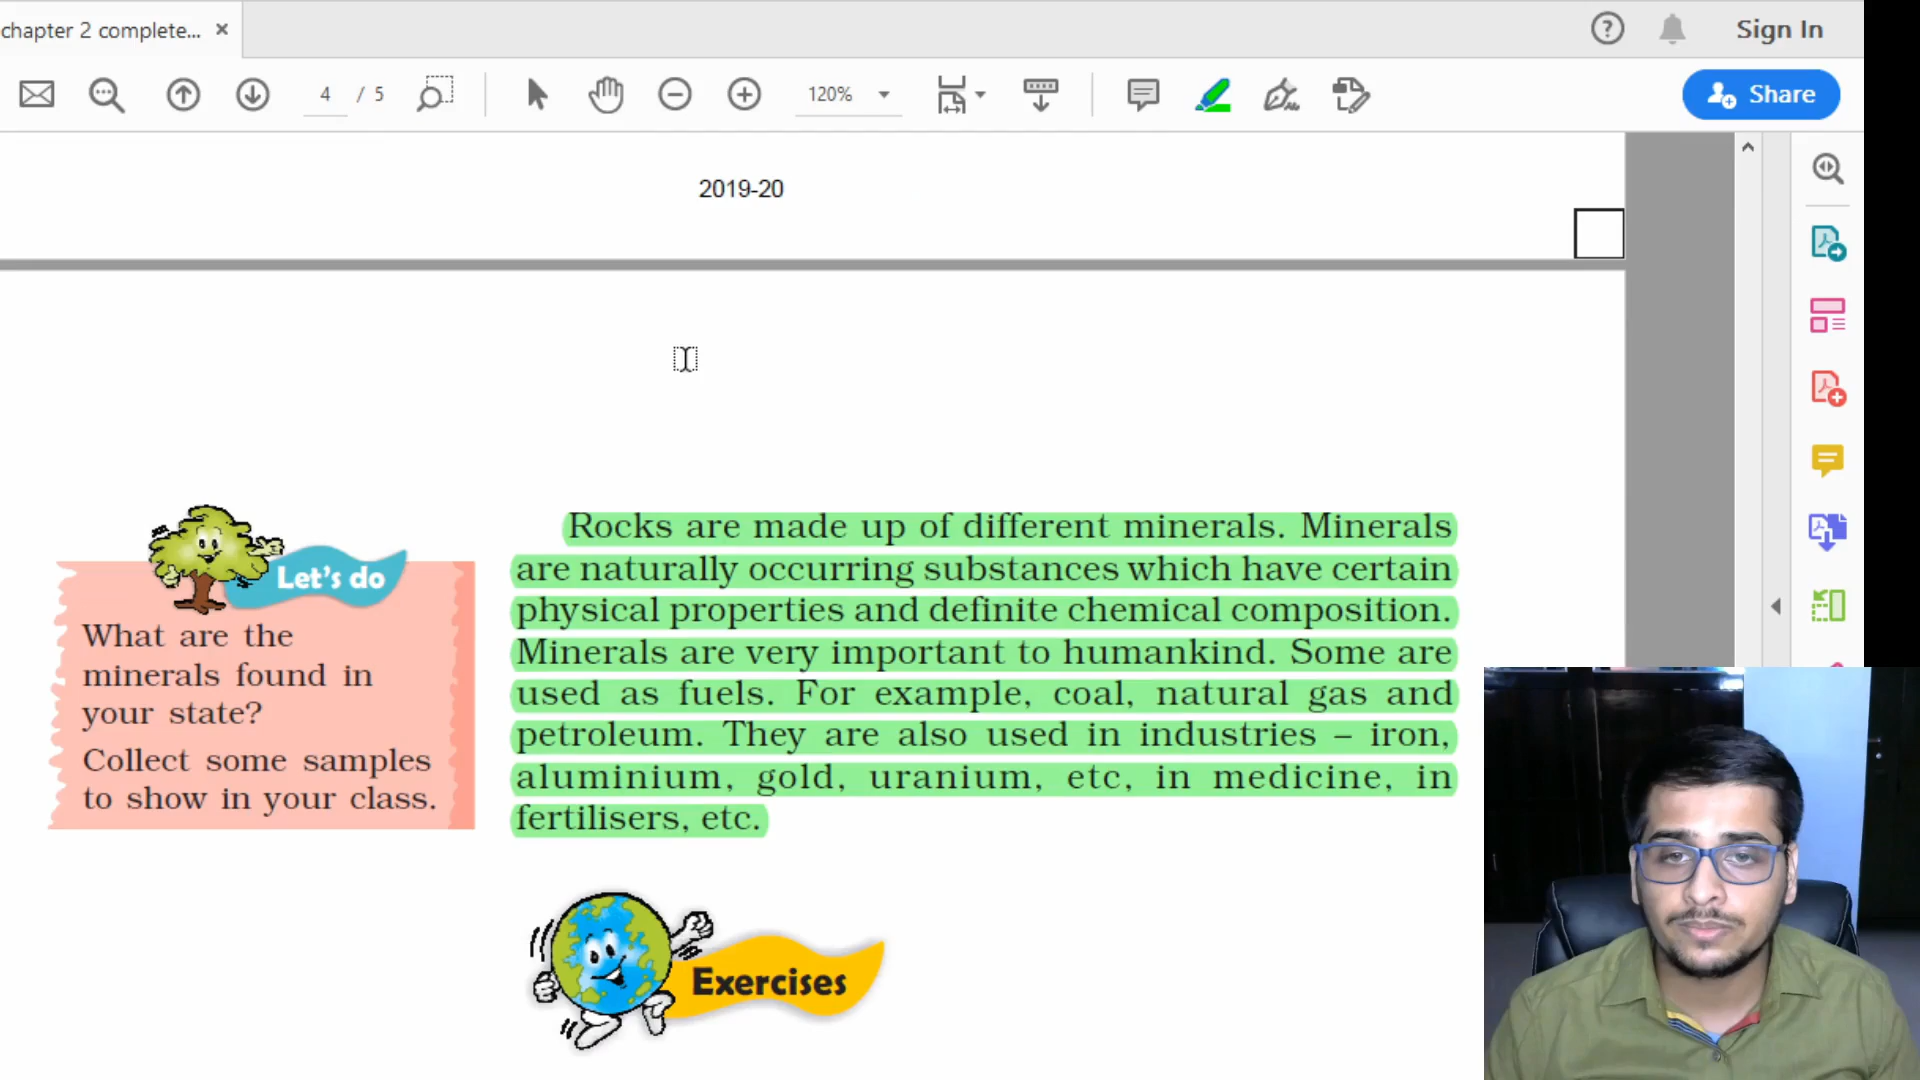 chapter 2 complete...
Sign In
4 / 5
120%
Share
2019-20
Let's do
What are the
minerals found in
your state?
Collect some samples
to show in your class.
Rocks are made up of different minerals. Minerals
are naturally occurring substances which have certain
physical properties and definite chemical composition.
Minerals are very important to humankind. Some are
used as fuels. For example, coal, natural gas and
petroleum. They are also used in industries – iron,
aluminium, gold, uranium, etc, in medicine, in
fertilisers, etc.
Exercises